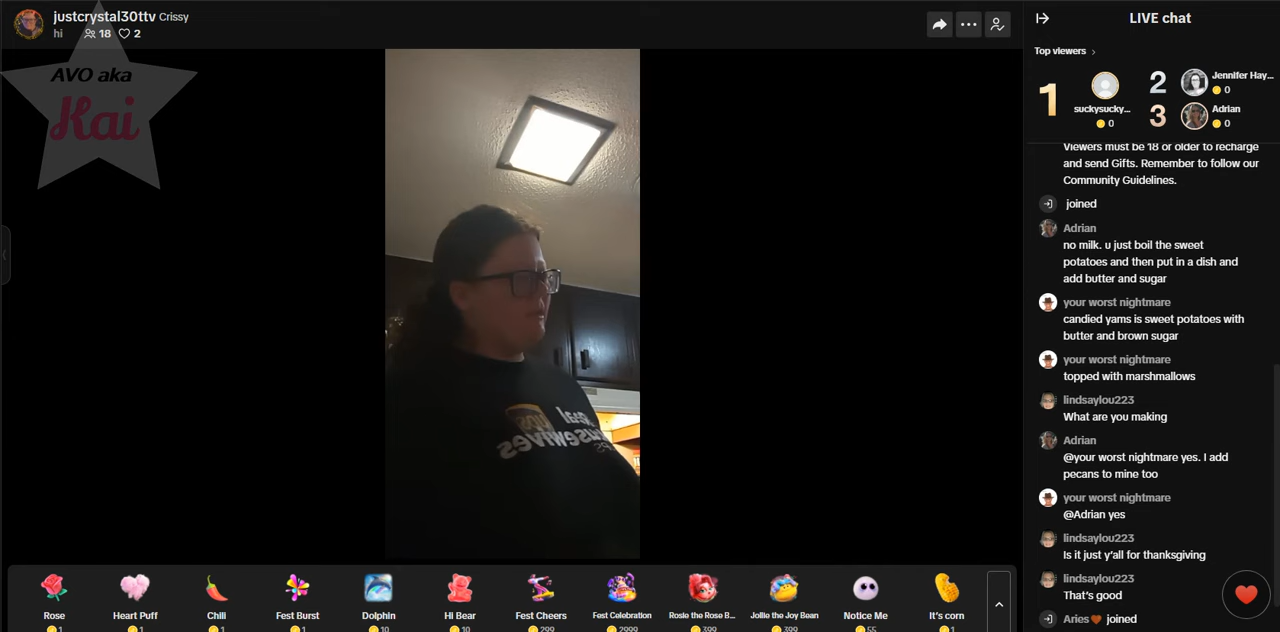 justcrystal30ttv Crissy
hi 18 2
AVO aka
Kai
LIVE chat
Top viewers
1
suckysucky...
0
2
Jennifer Hay...
0
3
Adrian
0
Viewers must be 18 or older to recharge
and send Gifts. Remember to follow our
Community Guidelines.
joined
Adrian
no milk. u just boil the sweet
potatoes and then put in a dish and
add butter and sugar
your worst nightmare
candied yams is sweet potatoes with
butter and brown sugar
your worst nightmare
topped with marshmallows
lindsaylou223
What are you making
Adrian
@your worst nightmare yes. I add
pecans to mine too
your worst nightmare
@Adrian yes
lindsaylou223
Is it just y'all for thanksgiving
lindsaylou223
That's good
Aries🧡 joined
Rose
1
Heart Puff
1
Chili
1
Fest Burst
1
Dolphin
10
Hi Bear
10
Fest Cheers
299
Fest Celebration
2999
Rosie the Rose B...
399
Jollie the Joy Bean
399
Notice Me
55
It's corn
1